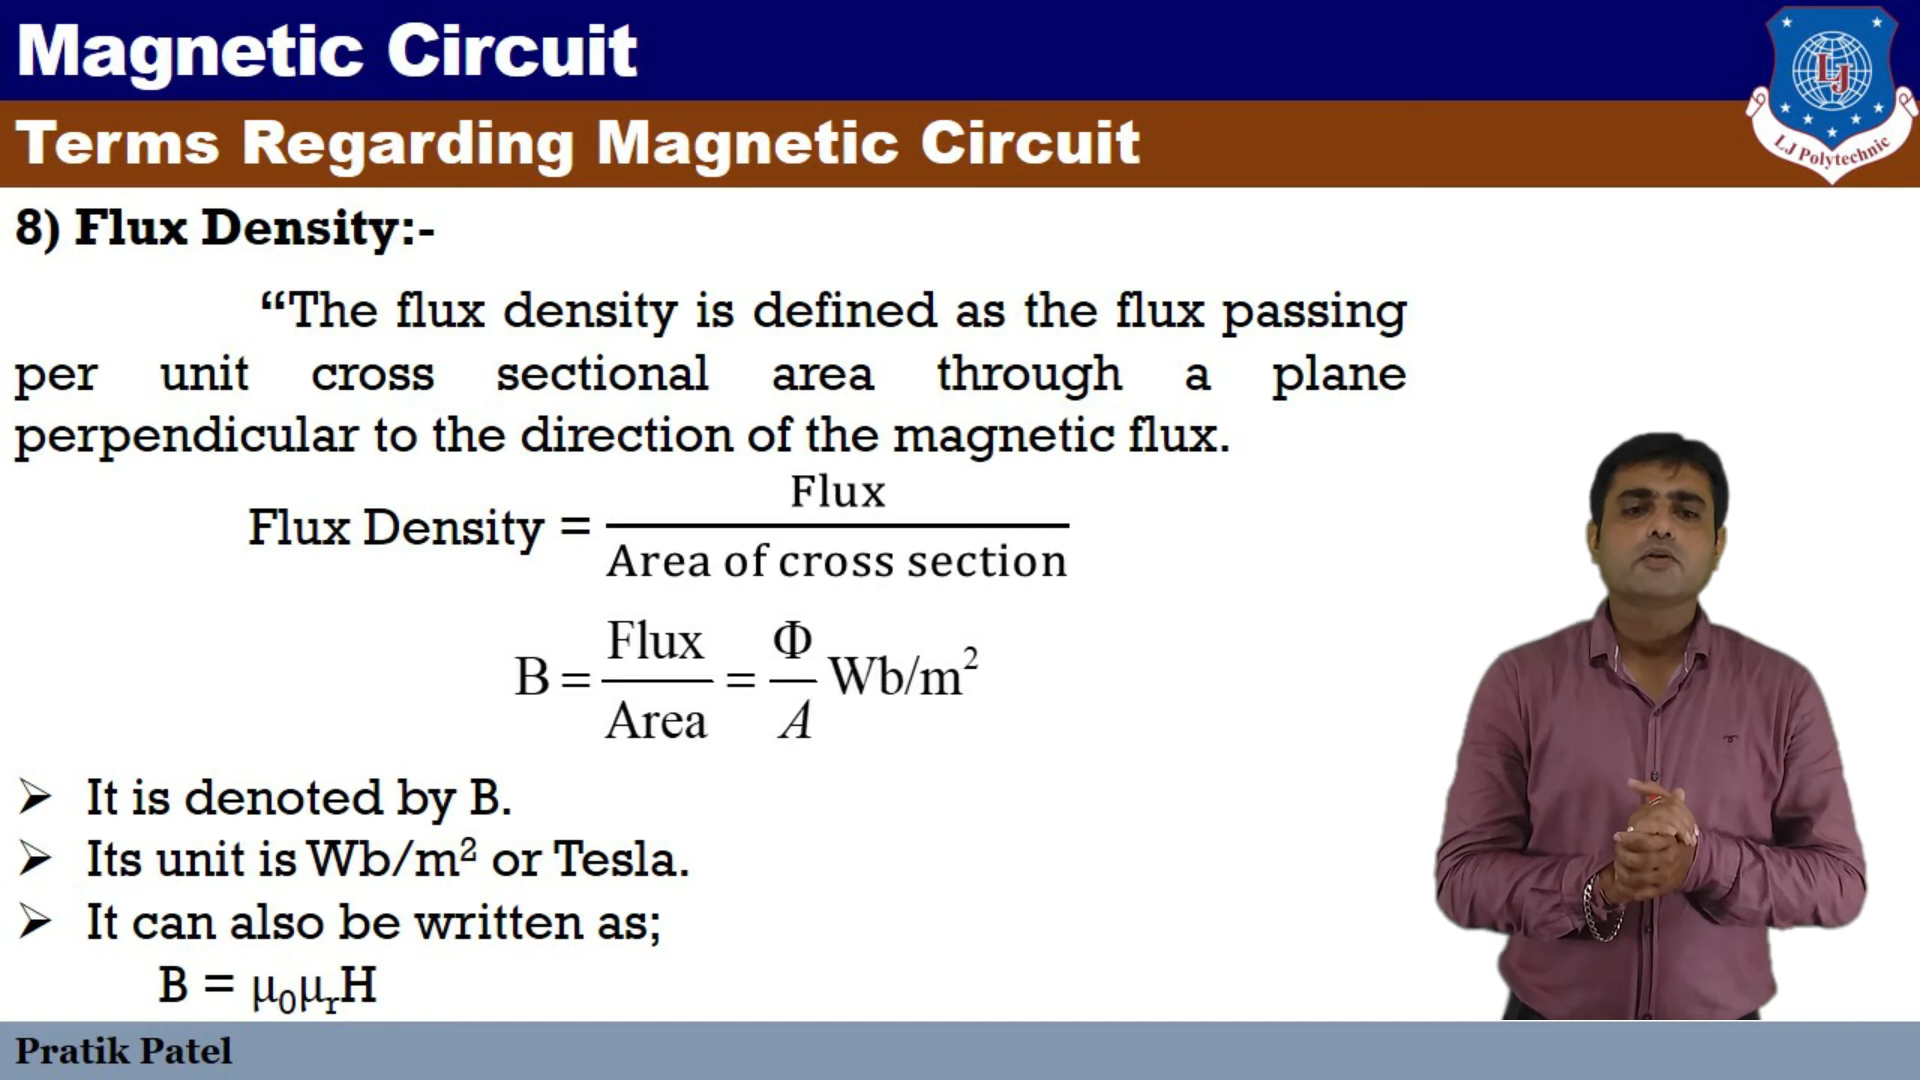 Magnetic Circuit
Terms Regarding Magnetic Circuit
LJ
LJ Polytechnic
8) Flux Density:-
“The flux density is defined as the flux passing
per unit cross sectional area through a plane
perpendicular to the direction of the magnetic flux.
Flux Density = Flux / Area of cross section
B = Flux / Area = Φ / A Wb/m²
➢ It is denoted by B.
➢ Its unit is Wb/m² or Tesla.
➢ It can also be written as;
B = μ₀μᵣH
Pratik Patel